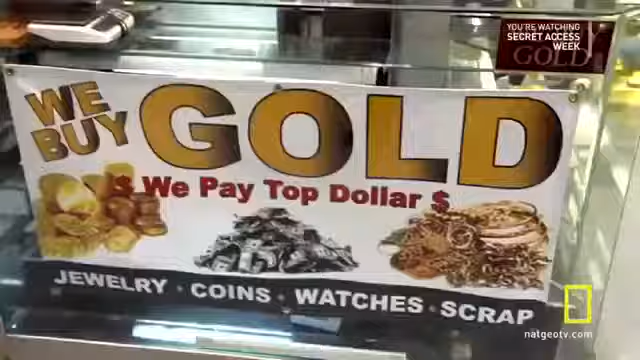 YOU'RE WATCHING
SECRET ACCESS
WEEK
GOLD
WE
BUY
GOLD
$ We Pay Top Dollar $
JEWELRY · COINS · WATCHES · SCRAP
natgeotv.com